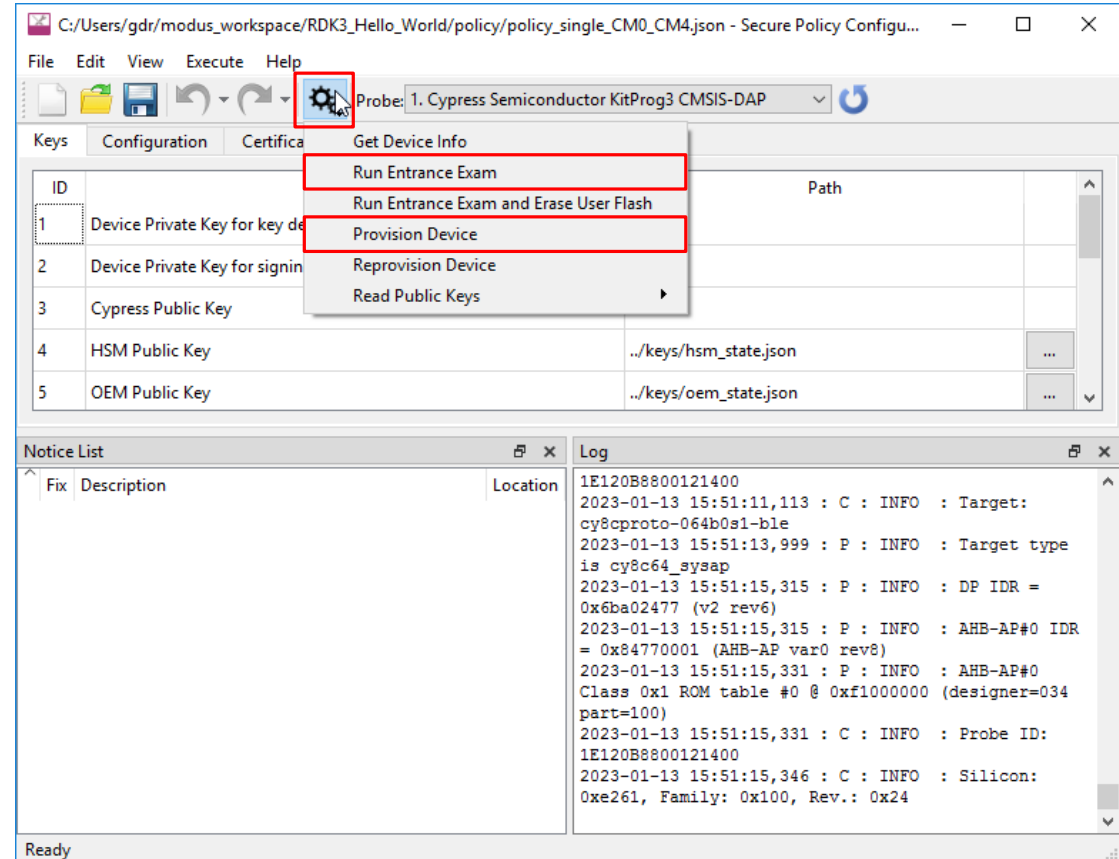 C:/Users/gdr/modus_workspace/RDK3_Hello_World/policy/policy_single_CM0_CM4.json - Secure Policy Configu...
File Edit View Execute Help
Probe: 1. Cypress Semiconductor KitProg3 CMSIS-DAP
Keys Configuration Certifica
Get Device Info
Run Entrance Exam
Run Entrance Exam and Erase User Flash
Provision Device
Reprovision Device
Read Public Keys
ID Path
1 Device Private Key for key de
2 Device Private Key for signin
3 Cypress Public Key
4 HSM Public Key ../keys/hsm_state.json ...
5 OEM Public Key ../keys/oem_state.json ...
Notice List
Fix Description Location
Log
1E120B8800121400
2023-01-13 15:51:11,113 : C : INFO : Target:
cy8cproto-064b0s1-ble
2023-01-13 15:51:13,999 : P : INFO : Target type
is cy8c64_sysap
2023-01-13 15:51:15,315 : P : INFO : DP IDR =
0x6ba02477 (v2 rev6)
2023-01-13 15:51:15,315 : P : INFO : AHB-AP#0 IDR
= 0x84770001 (AHB-AP var0 rev8)
2023-01-13 15:51:15,331 : P : INFO : AHB-AP#0
Class 0x1 ROM table #0 @ 0xf1000000 (designer=034
part=100)
2023-01-13 15:51:15,331 : C : INFO : Probe ID:
1E120B8800121400
2023-01-13 15:51:15,346 : C : INFO : Silicon:
0xe261, Family: 0x100, Rev.: 0x24
Ready